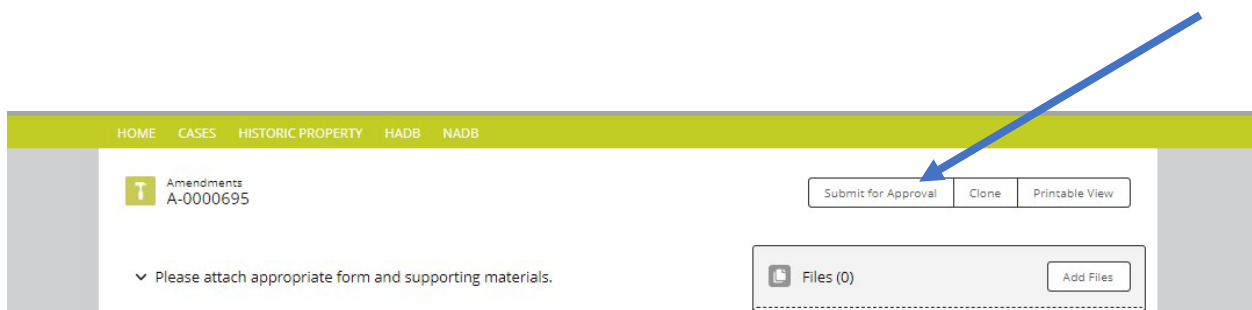 HOME CASES HISTORIC PROPERTY HADB NADB
Amendments
A-0000695
Submit for Approval Clone Printable View
Please attach appropriate form and supporting materials.
Files (0) Add Files